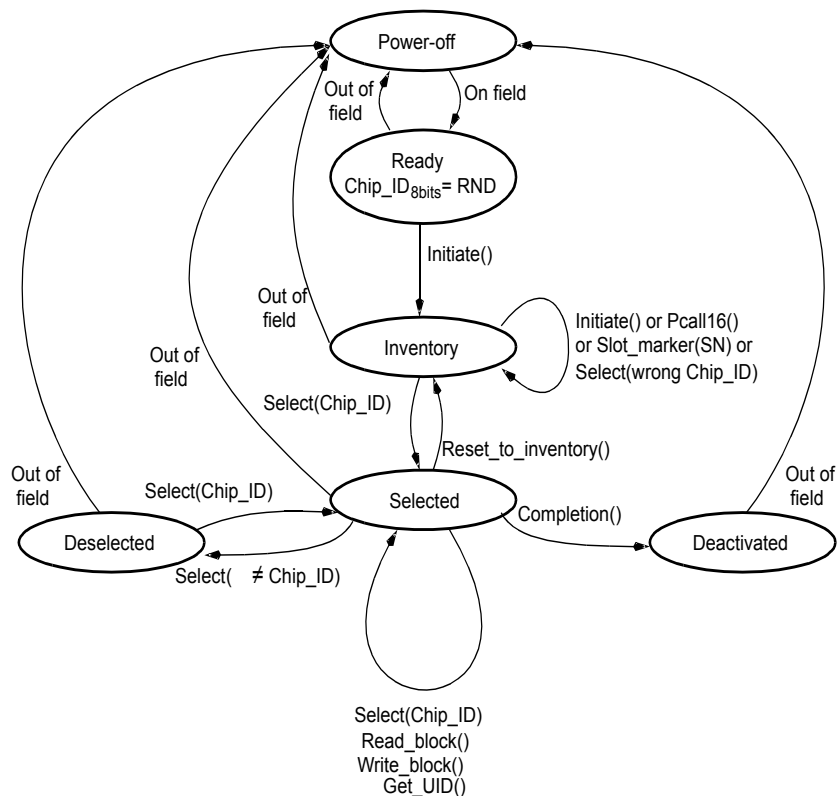 Power-off
Out of
field
On field
Ready
Chip_ID8bits= RND
Initiate()
Out of
field
Inventory
Initiate() or Pcall16()
or Slot_marker(SN) or
Select(wrong Chip_ID)
Out of
field
Select(Chip_ID)
Reset_to_inventory()
Out of
field
Select(Chip_ID)
Selected
Completion()
Out of
field
Deselected
Deactivated
Select( ≠ Chip_ID)
Select(Chip_ID)
Read_block()
Write_block()
Get_UID()